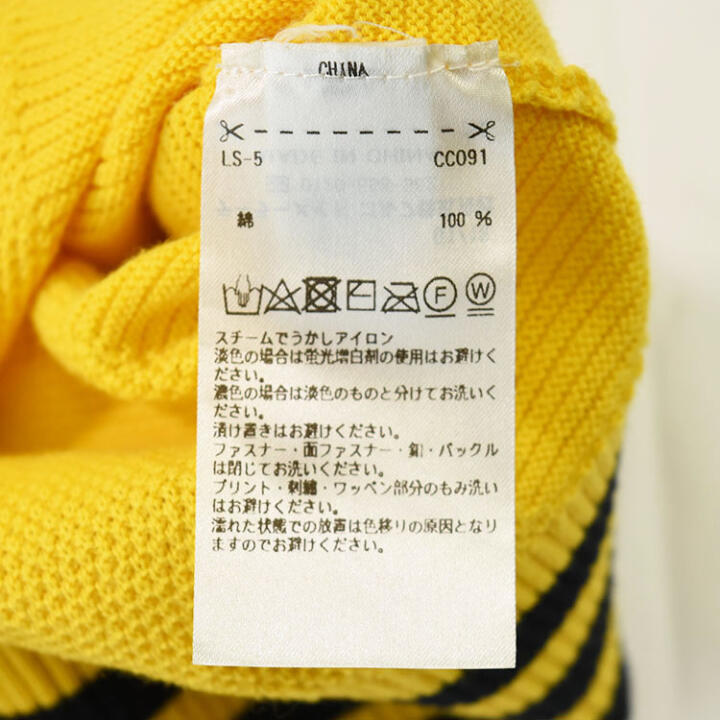 CHINA
LS-5 CC091
綿 100 %
F W
スチームでうかしアイロン
淡色の場合は蛍光増白剤の使用はお避けく
ださい。
濃色の場合は淡色のものと分けてお洗いく
ださい。
漬け置きはお避けください。
ファスナー・面ファスナー・釦・バックル
は閉じてお洗いください。
プリント・刺繍・ワッペン部分のもみ洗い
はお避けください。
濡れた状態での放置は色移りの原因となり
ますのでお避けください。